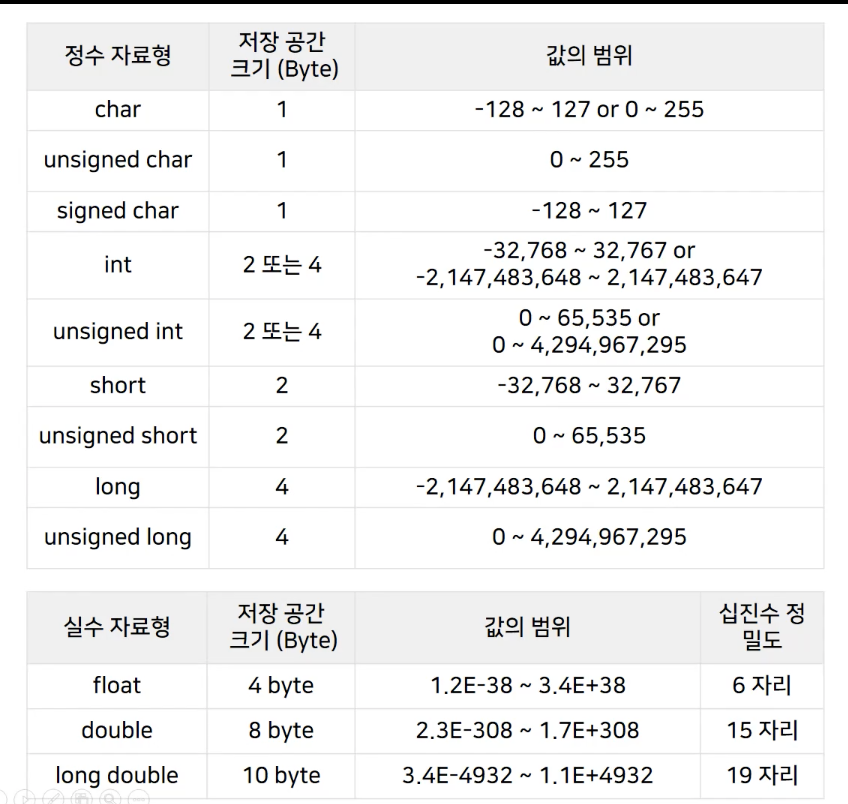 정수 자료형
저장 공간
크기 (Byte)
값의 범위
char
1
-128 ~ 127 or 0 ~ 255
unsigned char
1
0 ~ 255
signed char
1
-128 ~ 127
int
2 또는 4
-32,768 ~ 32,767 or
-2,147,483,648 ~ 2,147,483,647
unsigned int
2 또는 4
0 ~ 65,535 or
0 ~ 4,294,967,295
short
2
-32,768 ~ 32,767
unsigned short
2
0 ~ 65,535
long
4
-2,147,483,648 ~ 2,147,483,647
unsigned long
4
0 ~ 4,294,967,295
실수 자료형
저장 공간
크기 (Byte)
값의 범위
십진수 정
밀도
float
4 byte
1.2E-38 ~ 3.4E+38
6 자리
double
8 byte
2.3E-308 ~ 1.7E+308
15 자리
long double
10 byte
3.4E-4932 ~ 1.1E+4932
19 자리